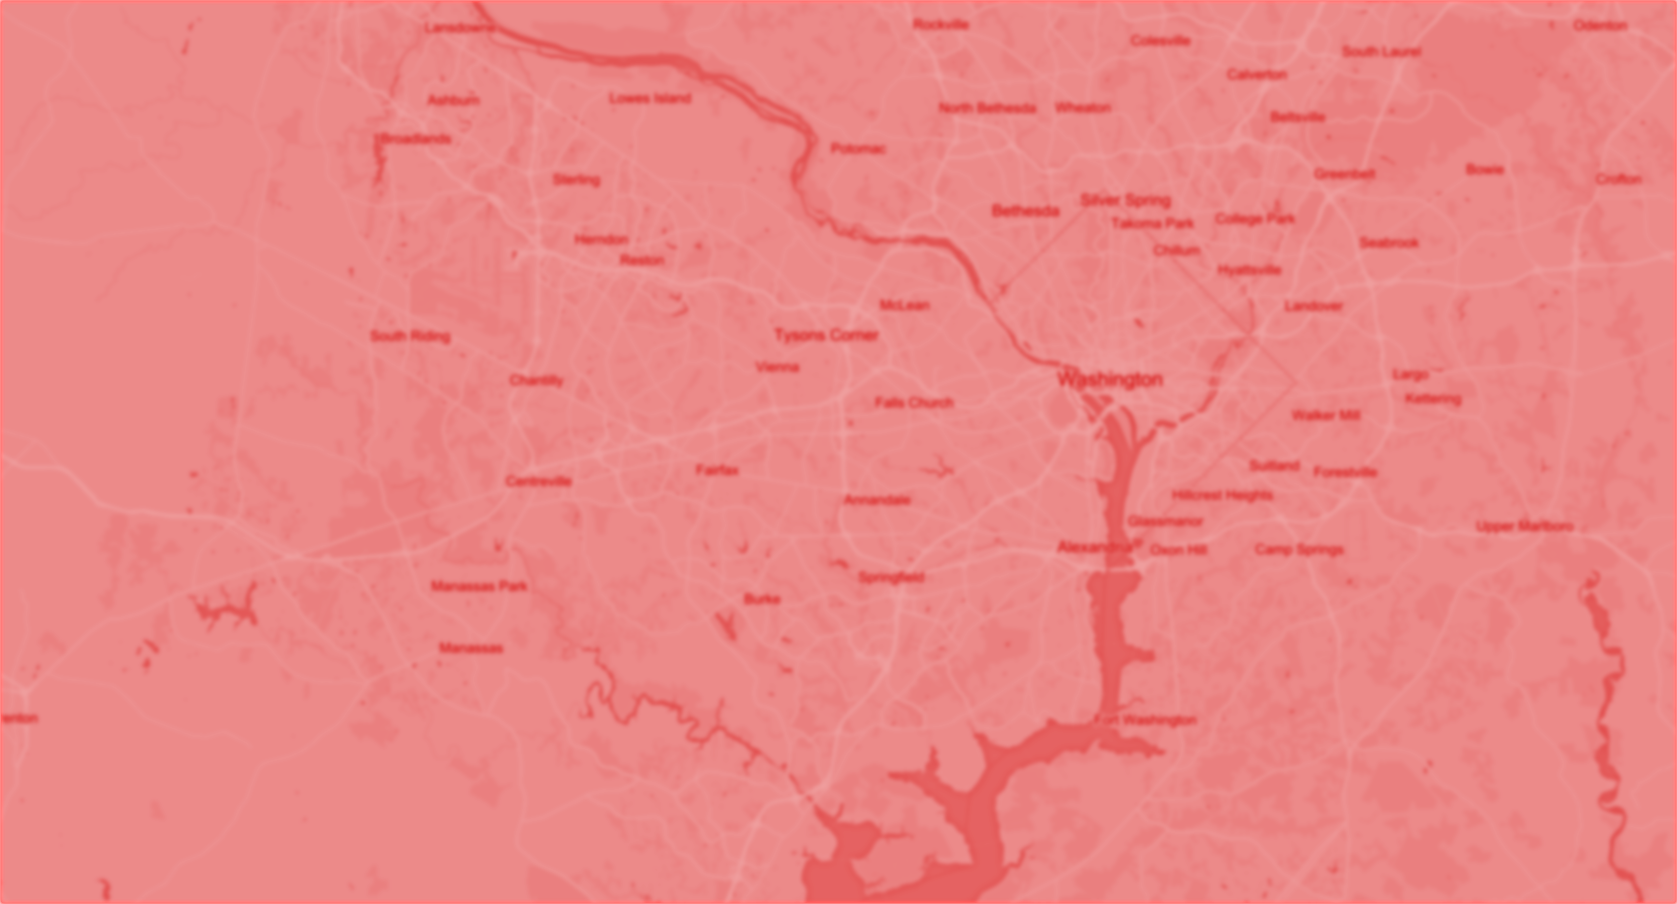 Lansdowne
Rockville
Odenton
Colesville
South Laurel
Calverton
Ashburn
Lowes Island
North Bethesda
Wheaton
Beltsville
Broadlands
Potomac
Sterling
Greenbelt
Bowie
Crofton
Bethesda
Silver Spring
Takoma Park
College Park
Herndon
Chillum
Seabrook
Reston
Hyattsville
McLean
Landover
South Riding
Tysons Corner
Vienna
Chantilly
Washington
Largo
Falls Church
Kettering
Walker Mill
Fairfax
Suitland
Forestville
Centreville
Annandale
Hillcrest Heights
Glassmanor
Upper Marlboro
Alexandria
Oxon Hill
Camp Springs
Springfield
Manassas Park
Burke
Manassas
enton
Fort Washington